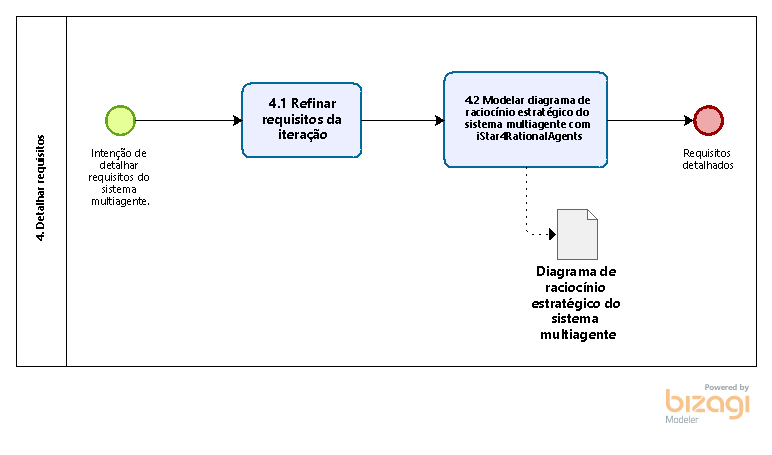 4. Detalhar requisitos
Intenção de
detalhar
requisitos do
sistema
multiagente.
4.1 Refinar
requisitos da
iteração
4.2 Modelar diagrama de
raciocínio estratégico do
sistema multiagente com
iStar4RationalAgents
Requisitos
detalhados
Diagrama de
raciocínio
estratégico do
sistema
multiagente
Powered by
bizagi
Modeler